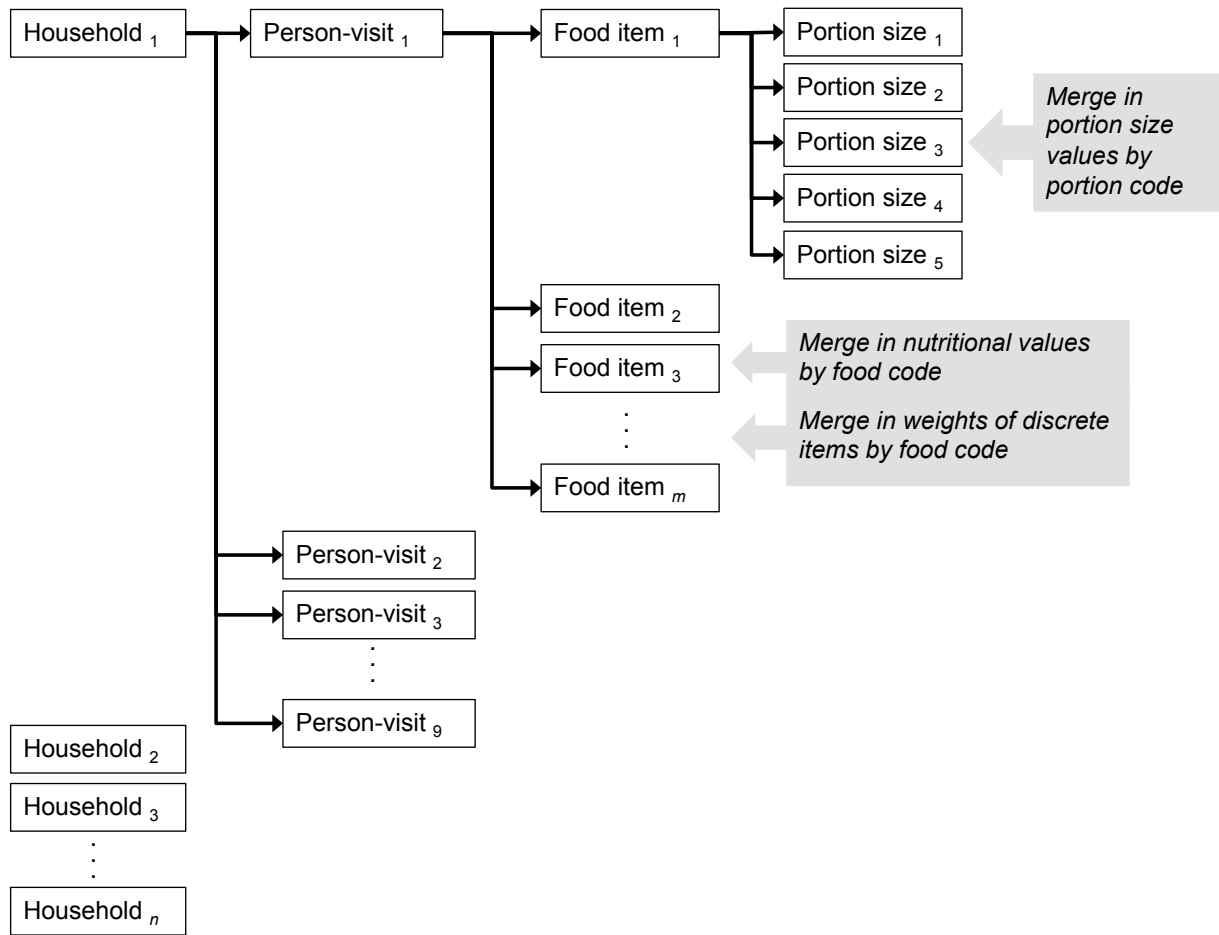 Household 1
Person-visit 1
Food item 1
Portion size 1
Portion size 2
Portion size 3
Portion size 4
Portion size 5
Merge in
portion size
values by
portion code
Food item 2
Food item 3
.
.
.
Food item m
Merge in nutritional values
by food code
Merge in weights of discrete
items by food code
Person-visit 2
Person-visit 3
.
.
.
Person-visit 9
Household 2
Household 3
.
.
.
Household n